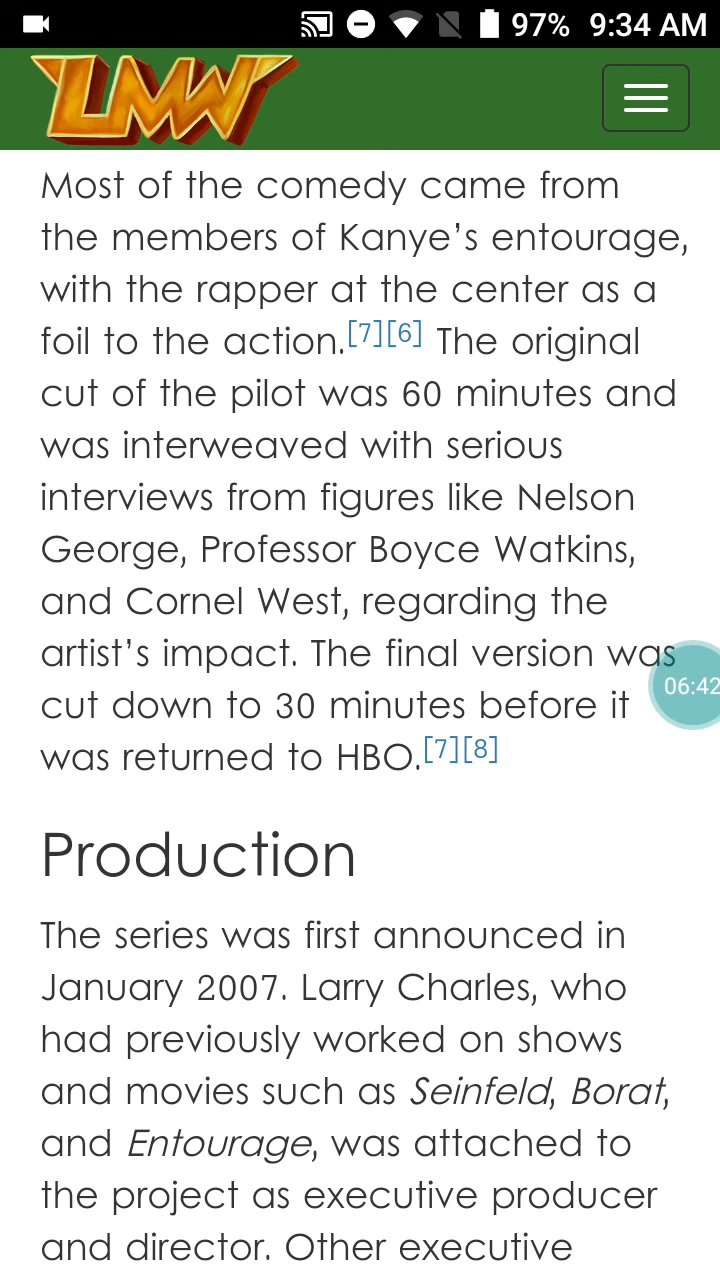 97% 9:34 AM
LMW
Most of the comedy came from
the members of Kanye’s entourage,
with the rapper at the center as a
foil to the action.[7][6] The original
cut of the pilot was 60 minutes and
was interweaved with serious
interviews from figures like Nelson
George, Professor Boyce Watkins,
and Cornel West, regarding the
artist’s impact. The final version was
06:42
cut down to 30 minutes before it
was returned to HBO.[7][8]
Production
The series was first announced in
January 2007. Larry Charles, who
had previously worked on shows
and movies such as Seinfeld, Borat,
and Entourage, was attached to
the project as executive producer
and director. Other executive